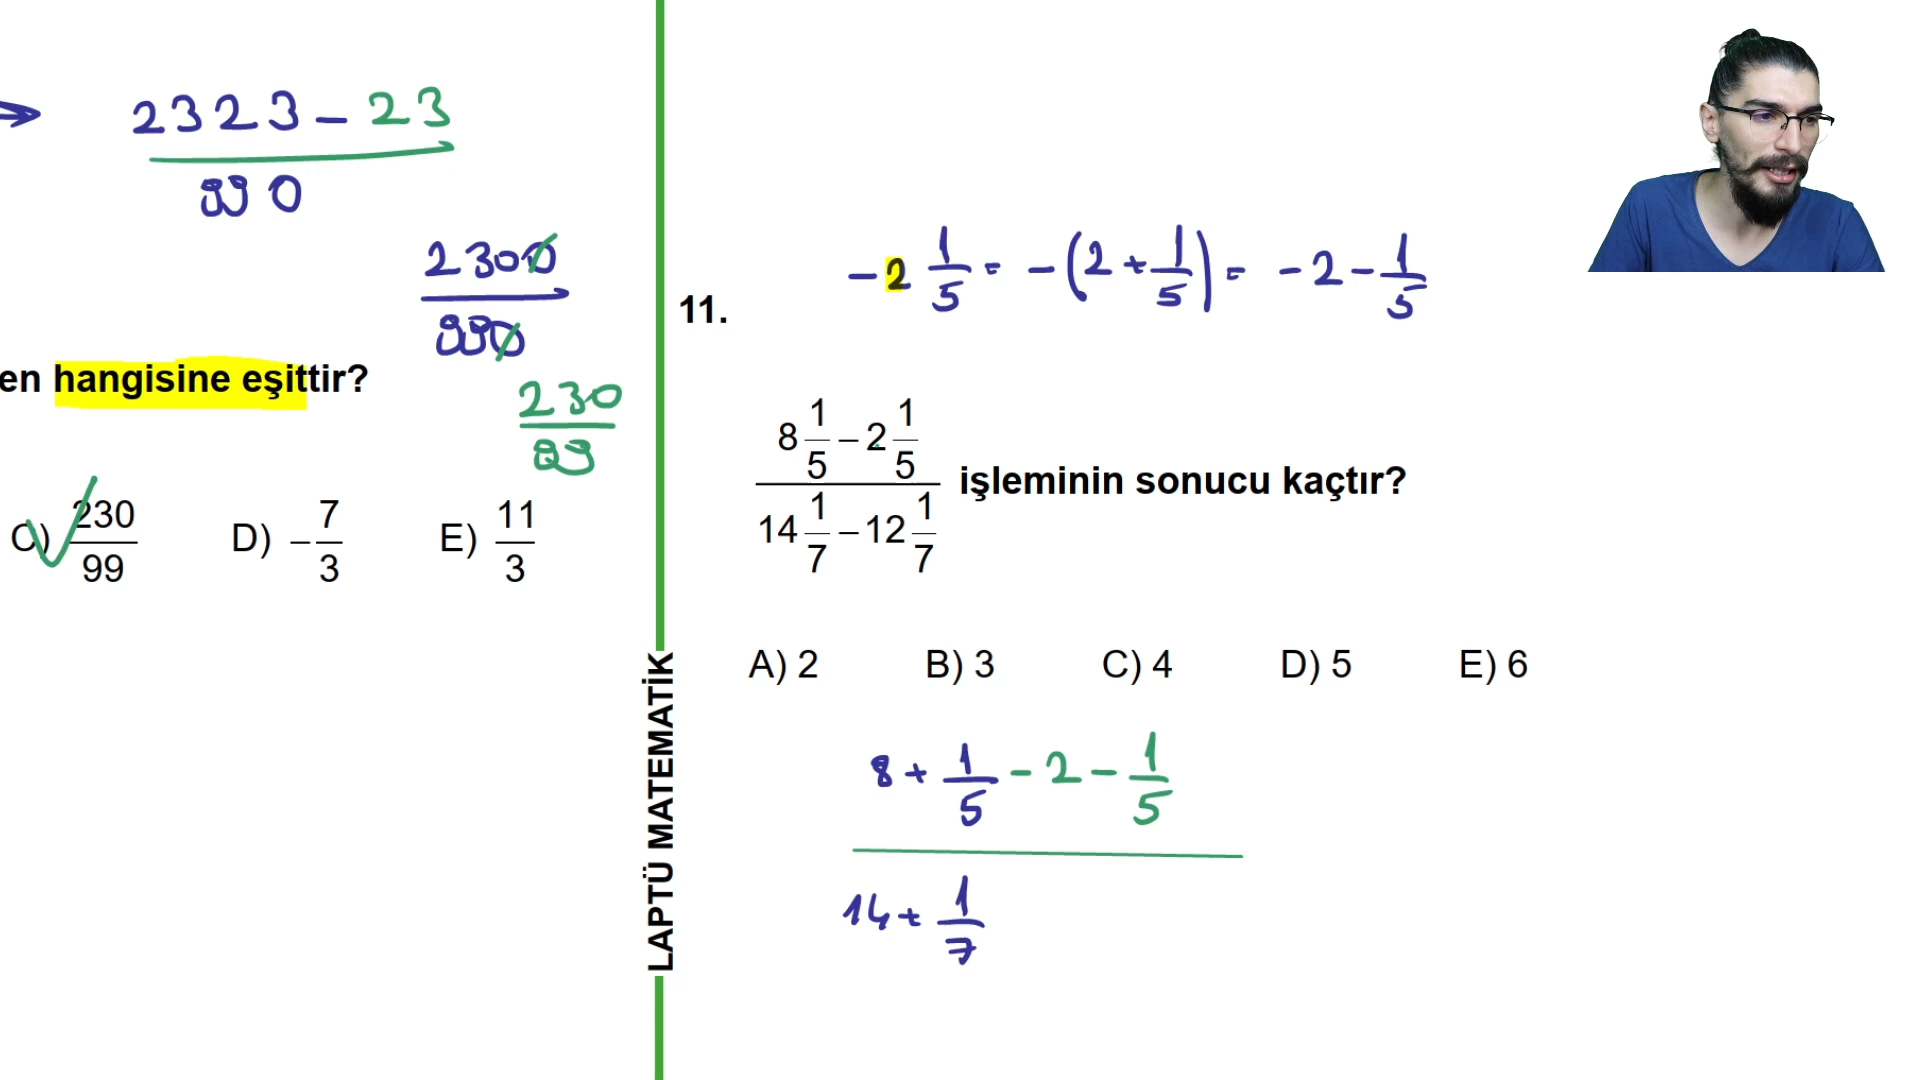 2323 - 23
990
2300
990
en hangisine eşittir?
230
99
C) 230/99 D) -7/3 E) 11/3
LAPTÜ MATEMATİK
-2 1/5 = -(2 + 1/5) = -2 - 1/5
11.
8 1/5 - 2 1/5
14 1/7 - 12 1/7
işleminin sonucu kaçtır?
A) 2 B) 3 C) 4 D) 5 E) 6
8 + 1/5 - 2 - 1/5
14 + 1/7